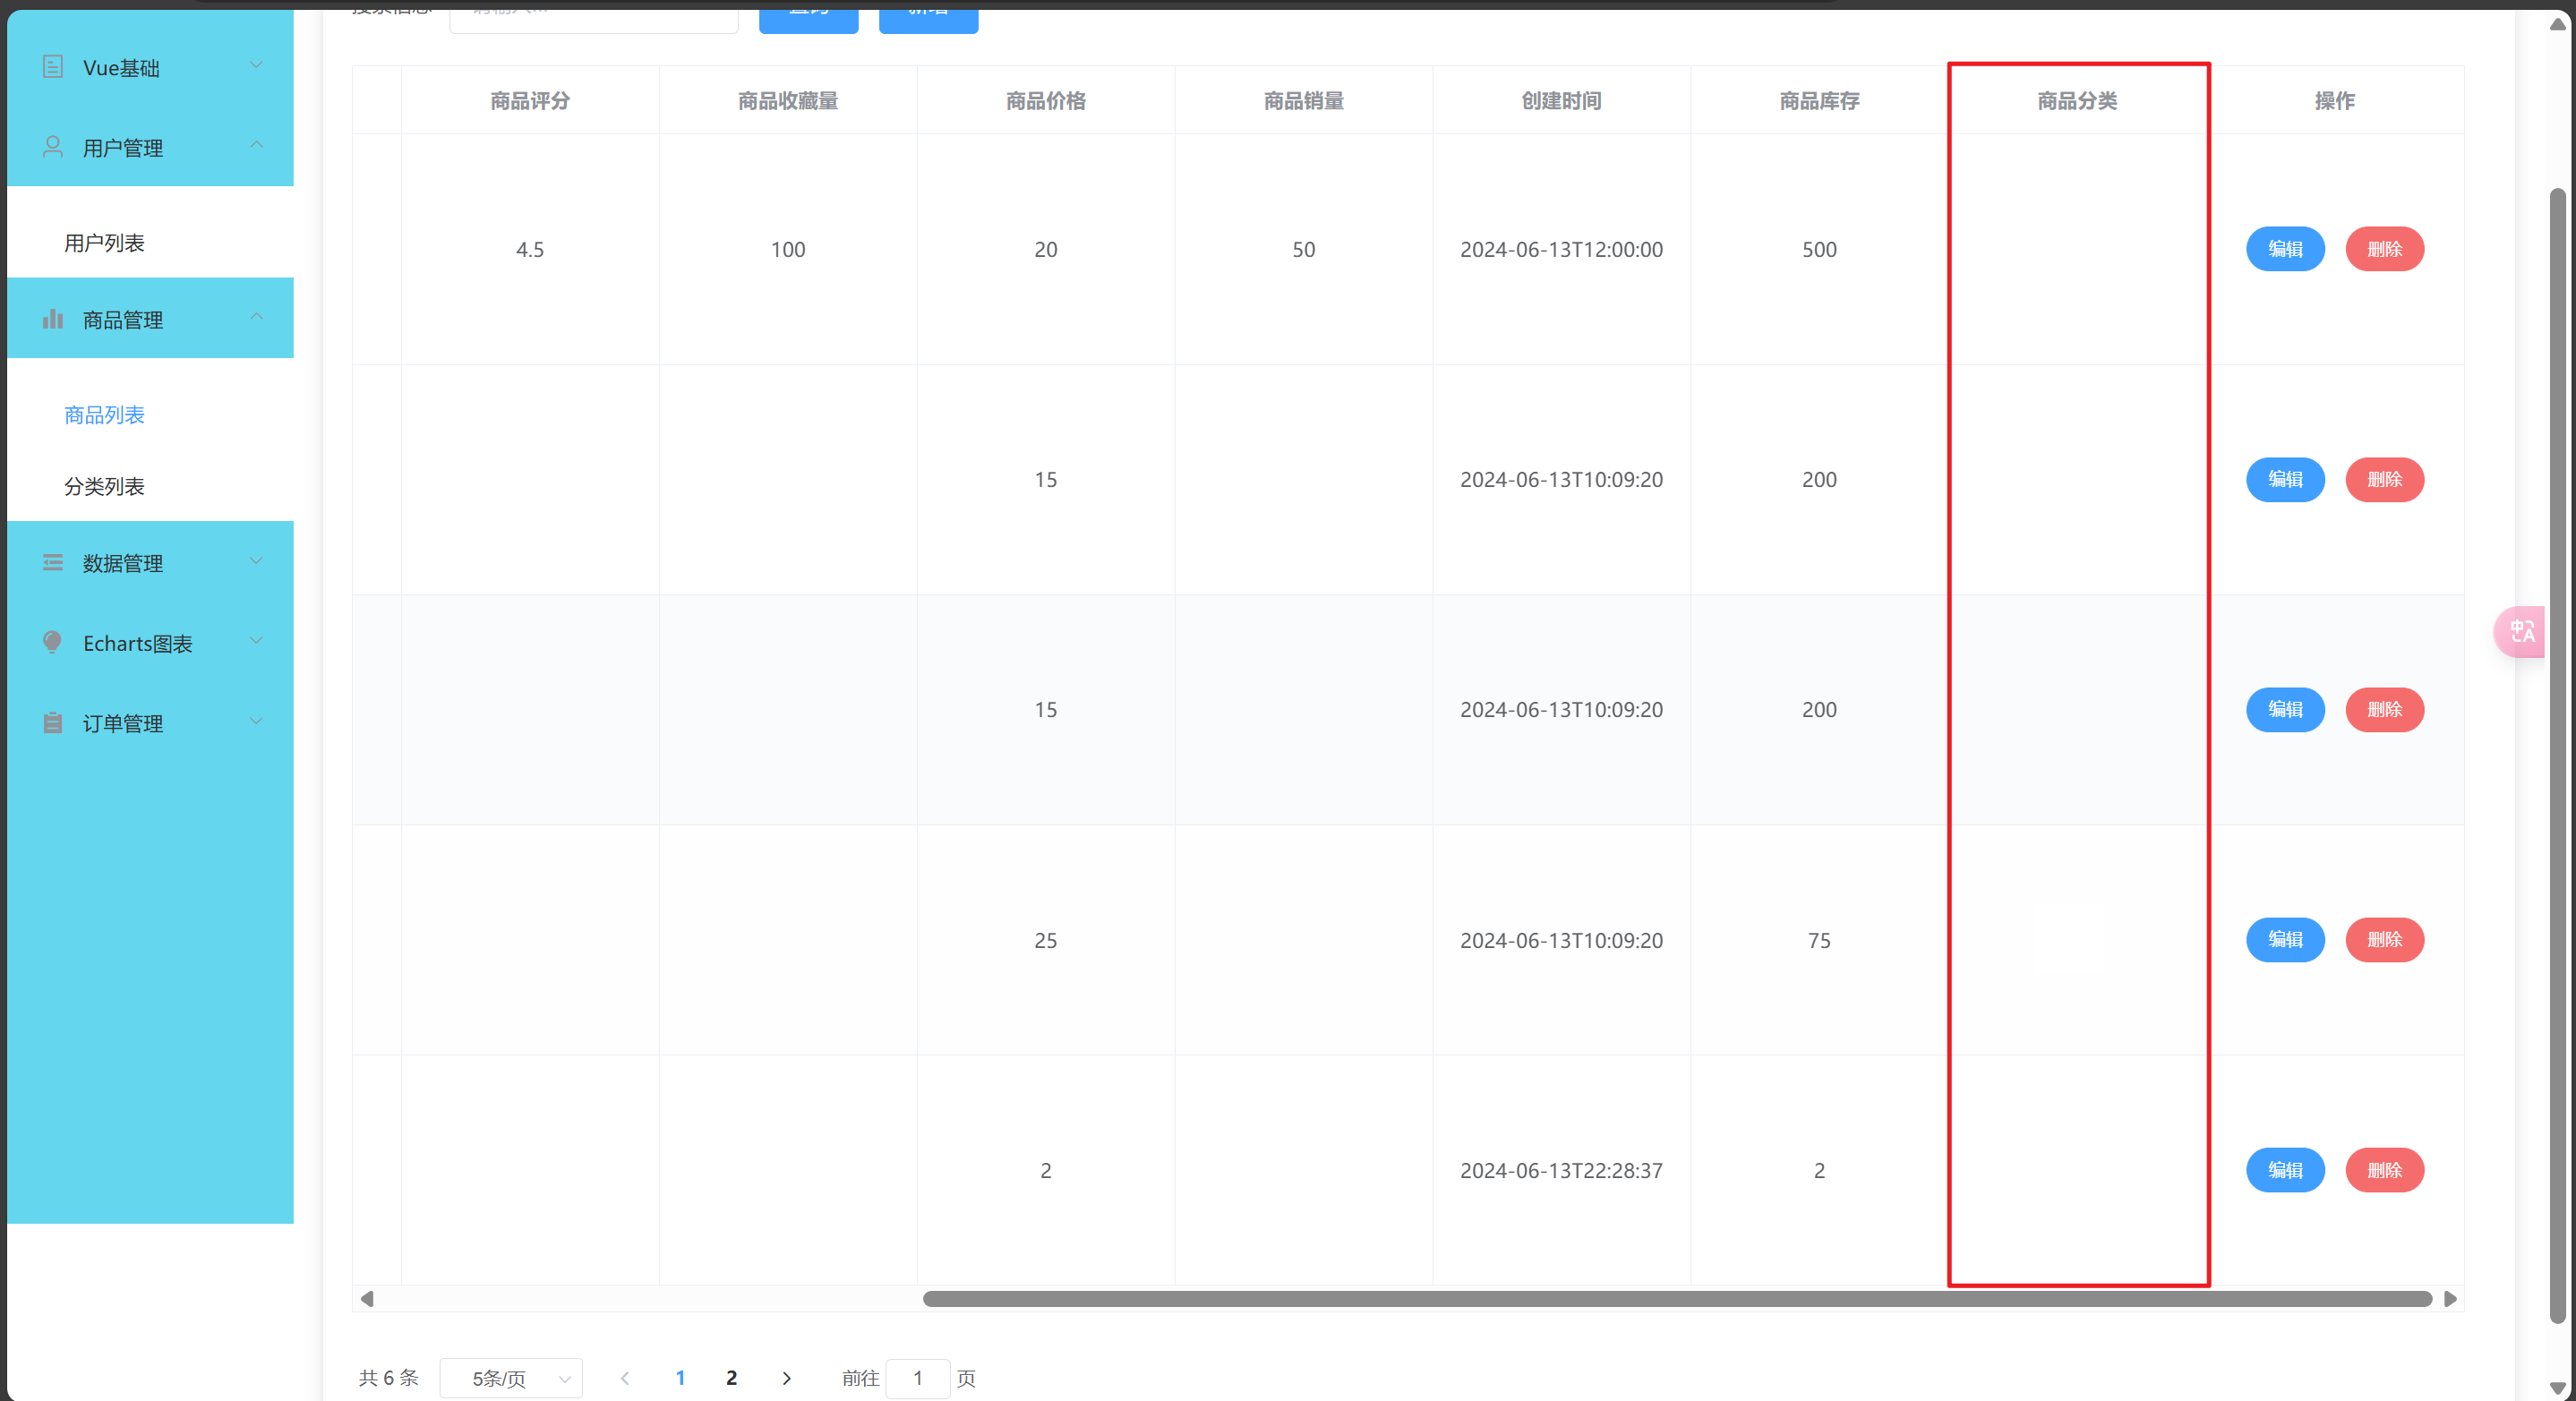 Vue基础
用户管理
用户列表
商品管理
商品列表
分类列表
数据管理
Echarts图表
订单管理
商品评分 商品收藏量 商品价格 商品销量 创建时间 商品库存 商品分类 操作
4.5 100 20 50 2024-06-13T12:00:00 500 编辑 删除
15 2024-06-13T10:09:20 200 编辑 删除
15 2024-06-13T10:09:20 200 编辑 删除
25 2024-06-13T10:09:20 75 编辑 删除
2 2024-06-13T22:28:37 2 编辑 删除
中A
共 6 条 5条/页 1 2 前往 1 页